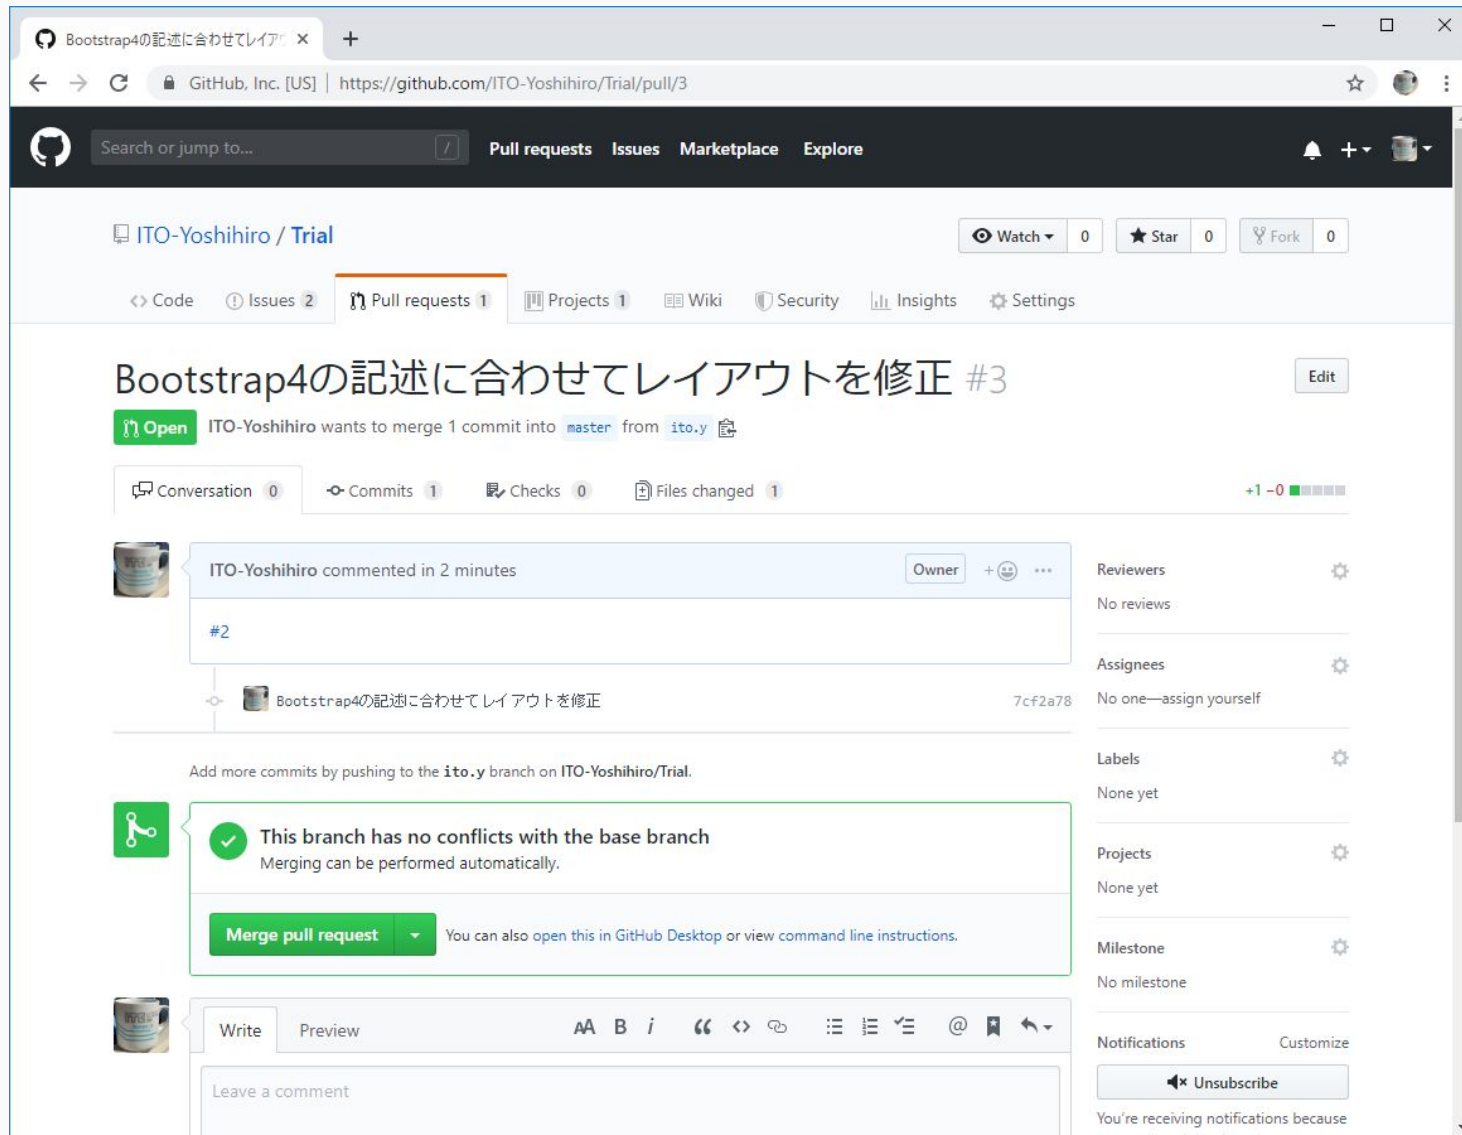 Bootstrap4の記述に合わせてレイア
GitHub, Inc. [US] | https://github.com/ITO-Yoshihiro/Trial/pull/3
Search or jump to... / Pull requests Issues Marketplace Explore
ITO-Yoshihiro / Trial Watch 0 Star 0 Fork 0
Code Issues 2 Pull requests 1 Projects 1 Wiki Security Insights Settings
Bootstrap4の記述に合わせてレイアウトを修正 #3 Edit
Open ITO-Yoshihiro wants to merge 1 commit into master from ito.y
Conversation 0 Commits 1 Checks 0 Files changed 1 +1 −0
ITO-Yoshihiro commented in 2 minutes Owner
#2
Bootstrap4の記述に合わせてレイアウトを修正 7cf2a78
Add more commits by pushing to the ito.y branch on ITO-Yoshihiro/Trial.
This branch has no conflicts with the base branch
Merging can be performed automatically.
Merge pull request You can also open this in GitHub Desktop or view command line instructions.
Write Preview
Leave a comment
Reviewers
No reviews
Assignees
No one—assign yourself
Labels
None yet
Projects
None yet
Milestone
No milestone
Notifications Customize
Unsubscribe
You're receiving notifications because